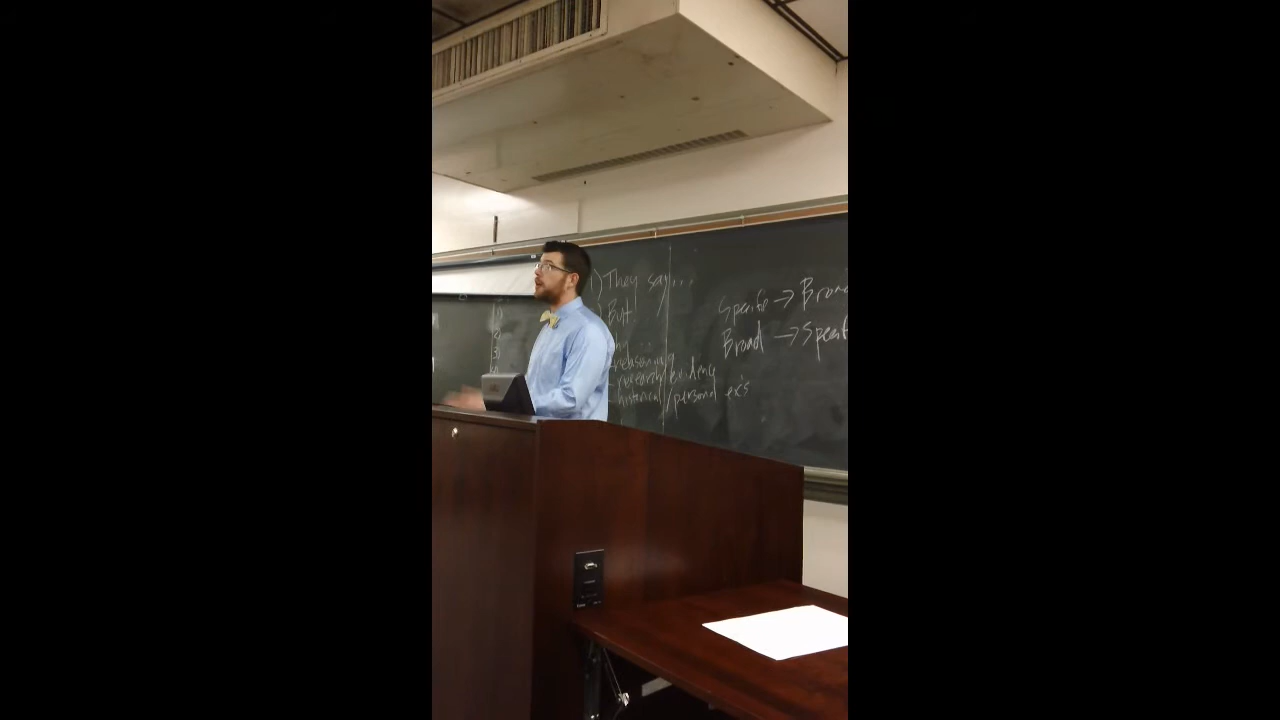 1) They say...
But
- reasoning
- research/evidence
- historical/personal ex's
Specific → Broad
Broad → Specif